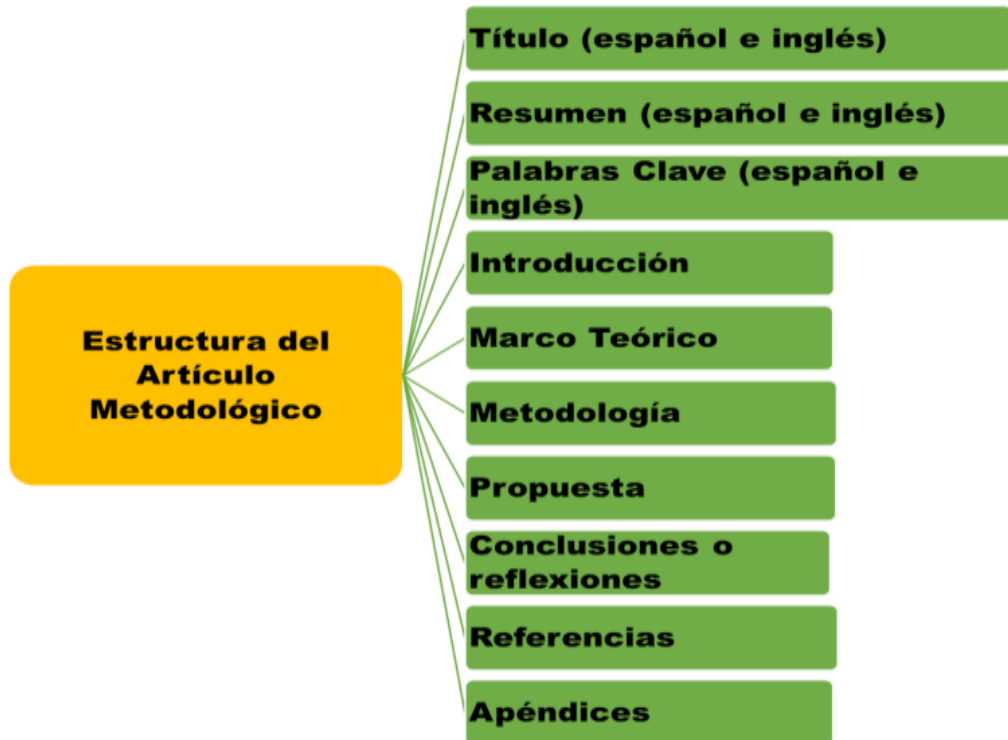 Estructura del
Artículo
Metodológico
Título (español e inglés)
Resumen (español e inglés)
Palabras Clave (español e
inglés)
Introducción
Marco Teórico
Metodología
Propuesta
Conclusiones o
reflexiones
Referencias
Apéndices